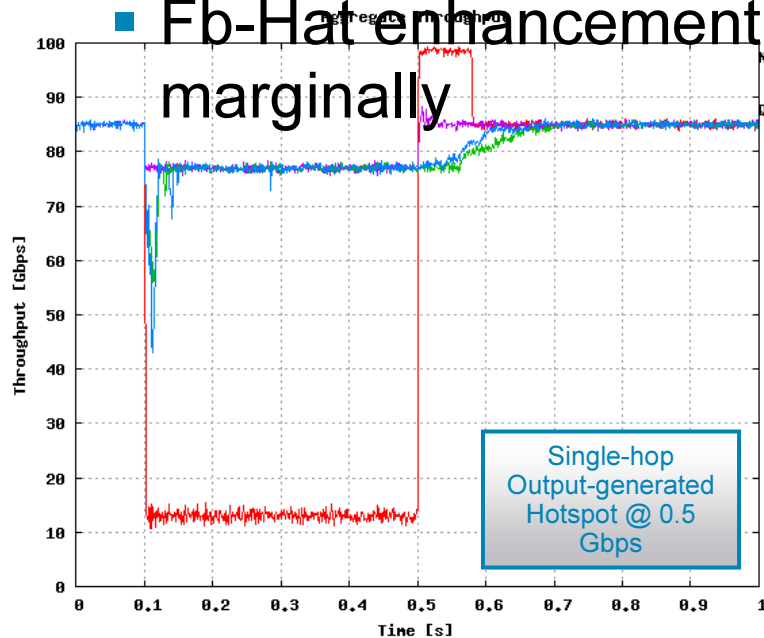 Fb-Hat enhancement
marginally
Aggregate Throughput
100
90
80
70
60
50
40
30
20
10
0
Throughput [Gbps]
0 0.1 0.2 0.3 0.4 0.5 0.6 0.7 0.8 0.9 1
Time [s]
Single-hop
Output-generated
Hotspot @ 0.5
Gbps